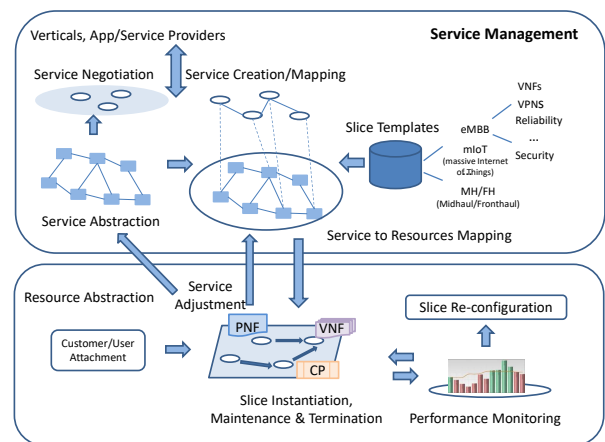 Service Management
Verticals, App/Service Providers
Service Negotiation
Service Creation/Mapping
VNFs
VPNS
Reliability
...
Security
Slice Templates
eMBB
mIoT
(massive Internet
MH/FH
(Midhaul/Fronthaul)
Service Abstraction
Service to Resources Mapping
Resource Abstraction
Service
Adjustment
Slice Re-configuration
PNF
VNF
CP
Customer/User
Attachment
Slice Instantiation,
Maintenance & Termination
Performance Monitoring